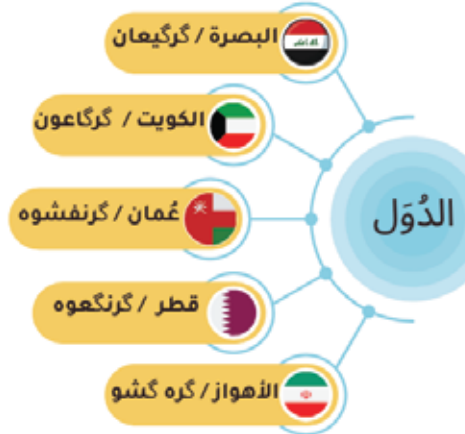 البصرة / گرگيعان
الكويت / گرگاعون
الدُوَل
عُمان / گرنفشوه
قطر / گرنگعوه
الأهواز / گره گشو